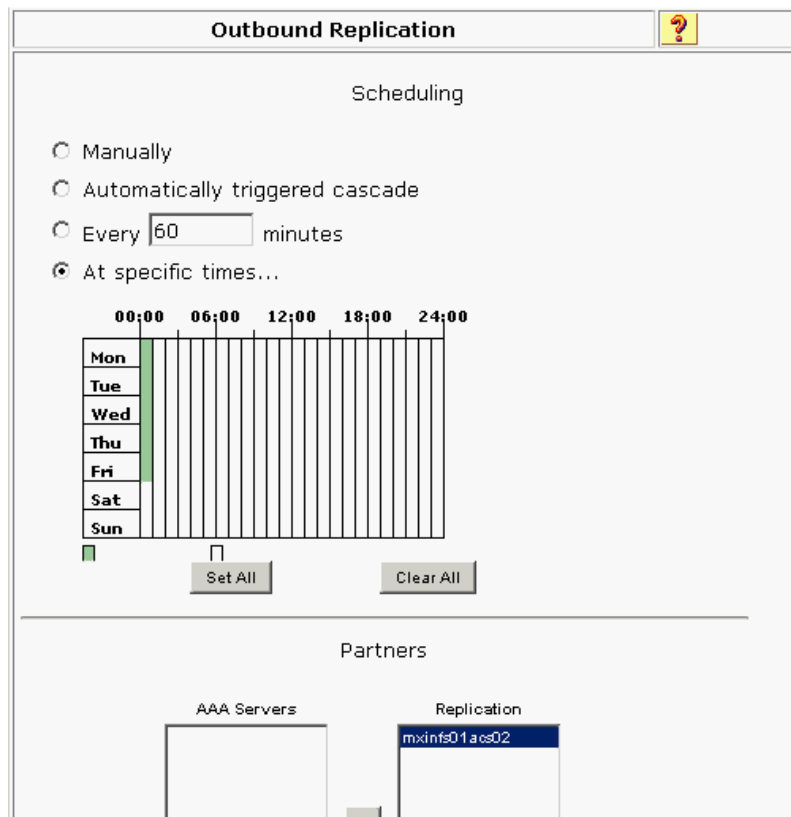 Outbound Replication
?
Scheduling
Manually
Automatically triggered cascade
Every 60 minutes
At specific times...
00:00 06:00 12:00 18:00 24:00
Mon
Tue
Wed
Thu
Fri
Sat
Sun
Set All Clear All
Partners
AAA Servers Replication
mxinfs01acs02